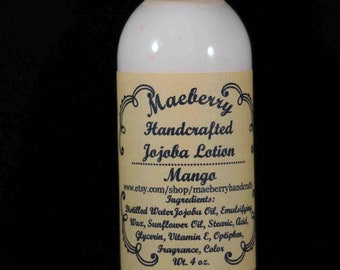 Maeberry
Handcrafted
Jojoba Lotion
Mango
www.etsy.com/shop/maeberryhandcraft
Ingredients:
Distilled Water Jojoba Oil, Emulsifying
Wax, Sunflower Oil, Stearic, Acid,
Glycerin, Vitamin E, Optiphen,
Fragrance, Color
Wt. 4 oz.